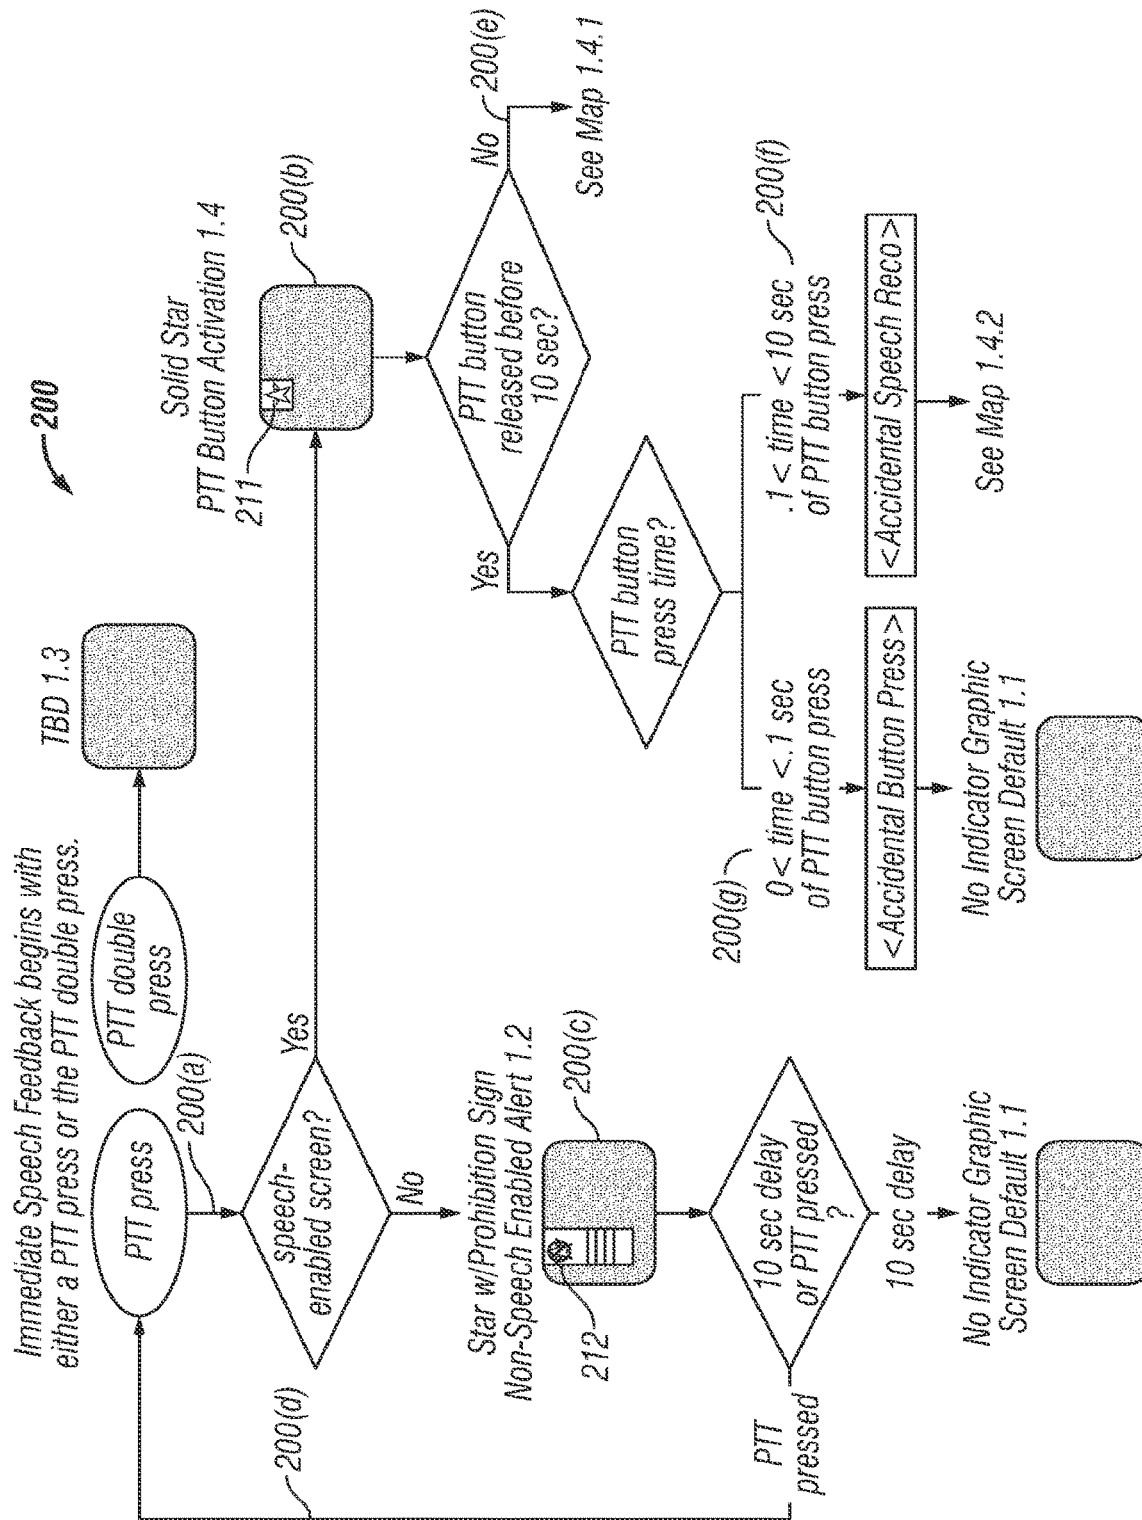 200
Immediate Speech Feedback begins with
either a PTT press or the PTT double press.
PTT press
PTT double
press
TBD 1.3
200(a)
200(d)
speech-
enabled screen?
Yes
No
Solid Star
PTT Button Activation 1.4
211
200(b)
Star w/Prohibition Sign
Non-Speech Enabled Alert 1.2
212
200(c)
PTT button
released before
10 sec?
No
200(e)
See Map 1.4.1
Yes
PTT button
press time?
10 sec delay
or PTT pressed
?
PTT
pressed
10 sec delay
No Indicator Graphic
Screen Default 1.1
200(g)
0< time <.1 sec
of PTT button press
<Accidental Button Press>
No Indicator Graphic
Screen Default 1.1
.1< time <10 sec
of PTT button press
200(f)
<Accidental Speech Reco>
See Map 1.4.2